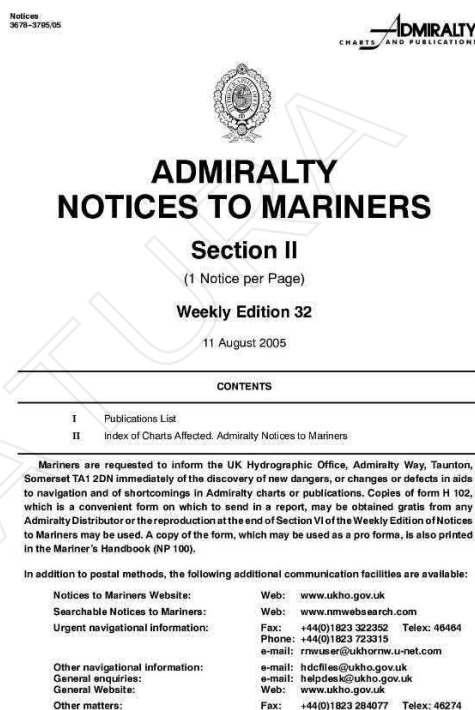 Notices
3678–3795/05
ADMIRALTY
CHARTS AND PUBLICATIONS
ADMIRALTY
NOTICES TO MARINERS
Section II
(1 Notice per Page)
Weekly Edition 32
11 August 2005
CONTENTS
I Publications List
II Index of Charts Affected. Admiralty Notices to Mariners
Mariners are requested to inform the UK Hydrographic Office, Admiralty Way, Taunton,
Somerset TA1 2DN immediately of the discovery of new dangers, or changes or defects in aids
to navigation and of shortcomings in Admiralty charts or publications. Copies of form H 102,
which is a convenient form on which to send in a report, may be obtained gratis from any
Admiralty Distributor or the reproduction at the end of Section VI of the Weekly Edition of Notices
to Mariners may be used. A copy of the form, which may be used as a pro forma, is also printed
in the Mariner's Handbook (NP 100).
In addition to postal methods, the following additional communication facilities are available:
Notices to Mariners Website: Web: www.ukho.gov.uk
Searchable Notices to Mariners: Web: www.nmwebsearch.com
Urgent navigational information: Fax: +44(0)1823 322352 Telex: 46464
Phone: +44(0)1823 723315
e-mail: rnwuser@ukhornw.u-net.com
Other navigational information: e-mail: hdcfiles@ukho.gov.uk
General enquiries: e-mail: helpdesk@ukho.gov.uk
General Website: Web: www.ukho.gov.uk
Other matters: Fax: +44(0)1823 284077 Telex: 46274